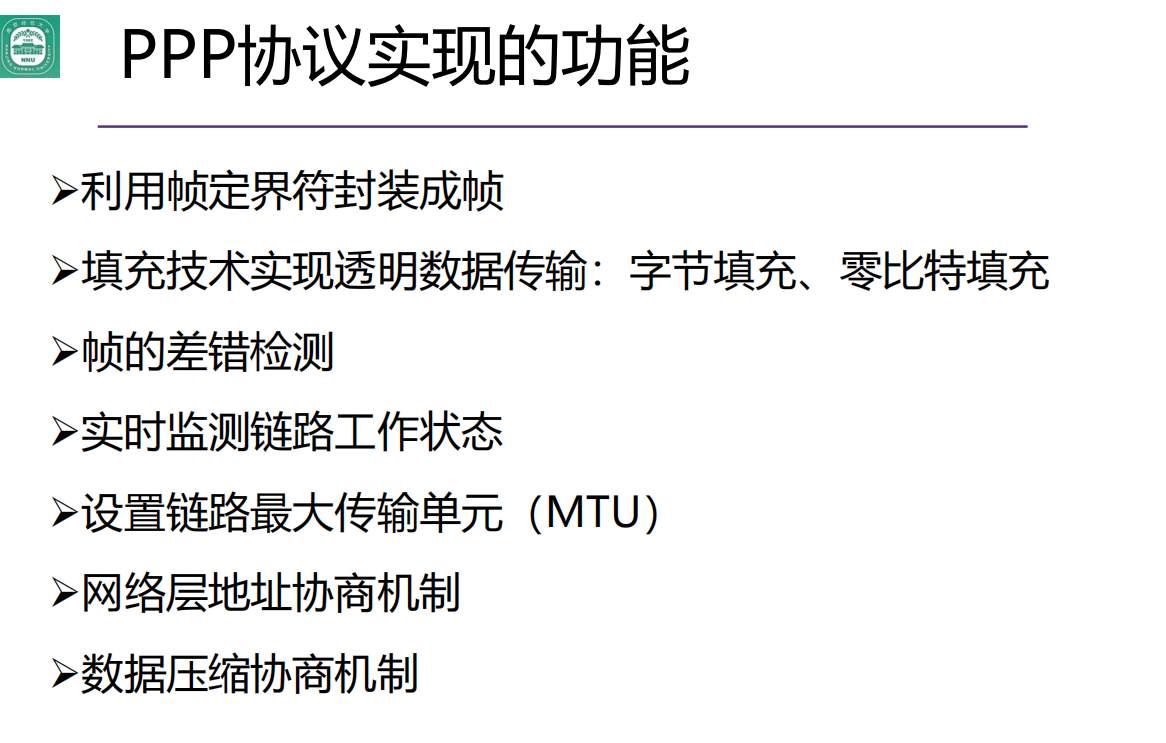 PPP协议实现的功能
NNU
➢利用帧定界符封装成帧
➢填充技术实现透明数据传输：字节填充、零比特填充
➢帧的差错检测
➢实时监测链路工作状态
➢设置链路最大传输单元（MTU）
➢网络层地址协商机制
➢数据压缩协商机制